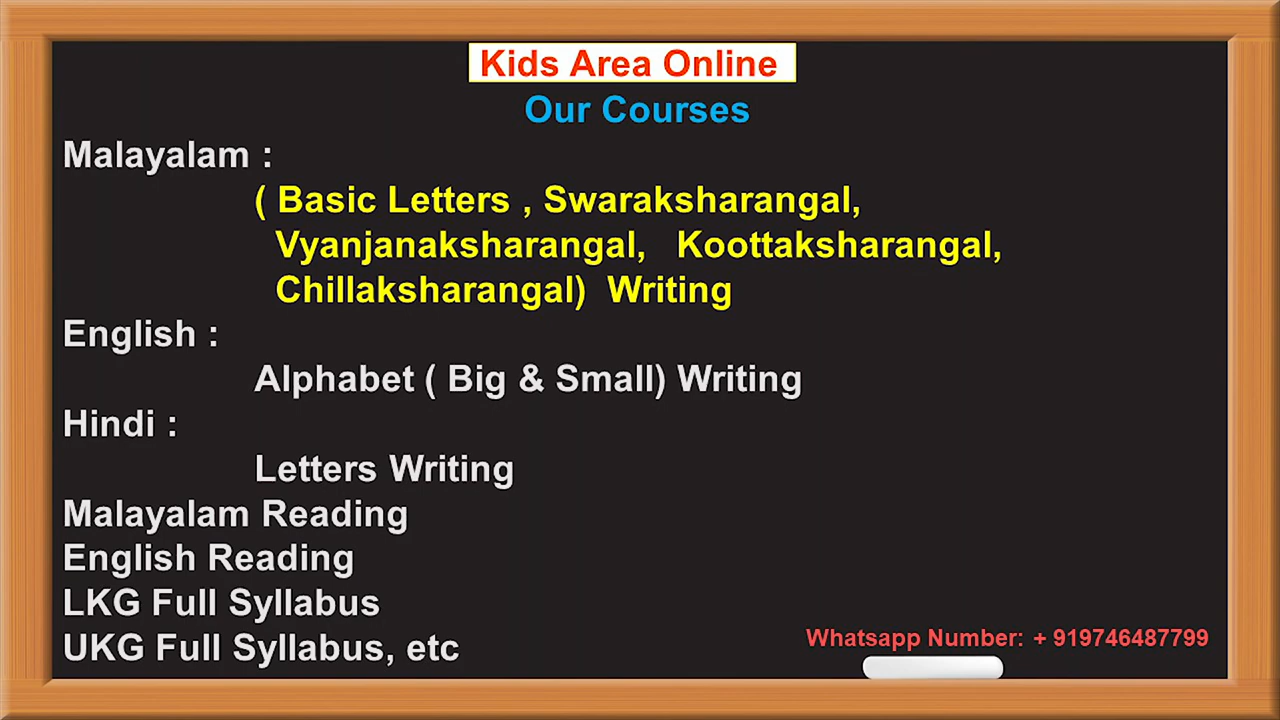 Kids Area Online
Our Courses
Malayalam :
( Basic Letters , Swaraksharangal,
Vyanjanaksharangal, Koottaksharangal,
Chillaksharangal) Writing
English :
Alphabet ( Big & Small) Writing
Hindi :
Letters Writing
Malayalam Reading
English Reading
LKG Full Syllabus
UKG Full Syllabus, etc
Whatsapp Number: + 919746487799